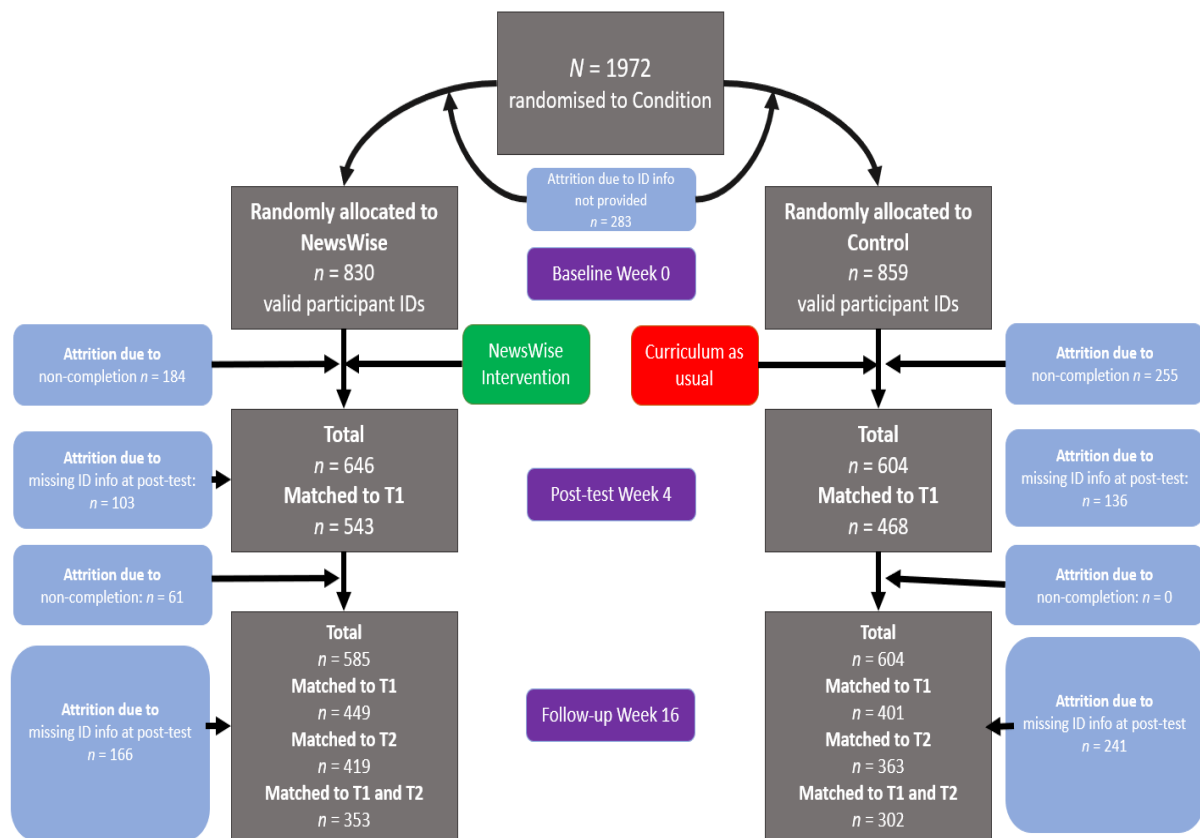 N = 1972
randomised to Condition
Attrition due to ID info
not provided
n = 283
Randomly allocated to
NewsWise
n = 830
valid participant IDs
Baseline Week 0
Randomly allocated to
Control
n = 859
valid participant IDs
Attrition due to
non-completion n = 184
NewsWise
Intervention
Curriculum as
usual
Attrition due to
non-completion n = 255
Attrition due to
missing ID info at post-test:
n = 103
Total
n = 646
Matched to T1
n = 543
Post-test Week 4
Total
n = 604
Matched to T1
n = 468
Attrition due to
missing ID info at post-test:
n = 136
Attrition due to
non-completion: n = 61
Attrition due to
non-completion: n = 0
Attrition due to
missing ID info at post-test
n = 166
Total
n = 585
Matched to T1
n = 449
Matched to T2
n = 419
Matched to T1 and T2
n = 353
Follow-up Week 16
Total
n = 604
Matched to T1
n = 401
Matched to T2
n = 363
Matched to T1 and T2
n = 302
Attrition due to
missing ID info at post-test
n = 241